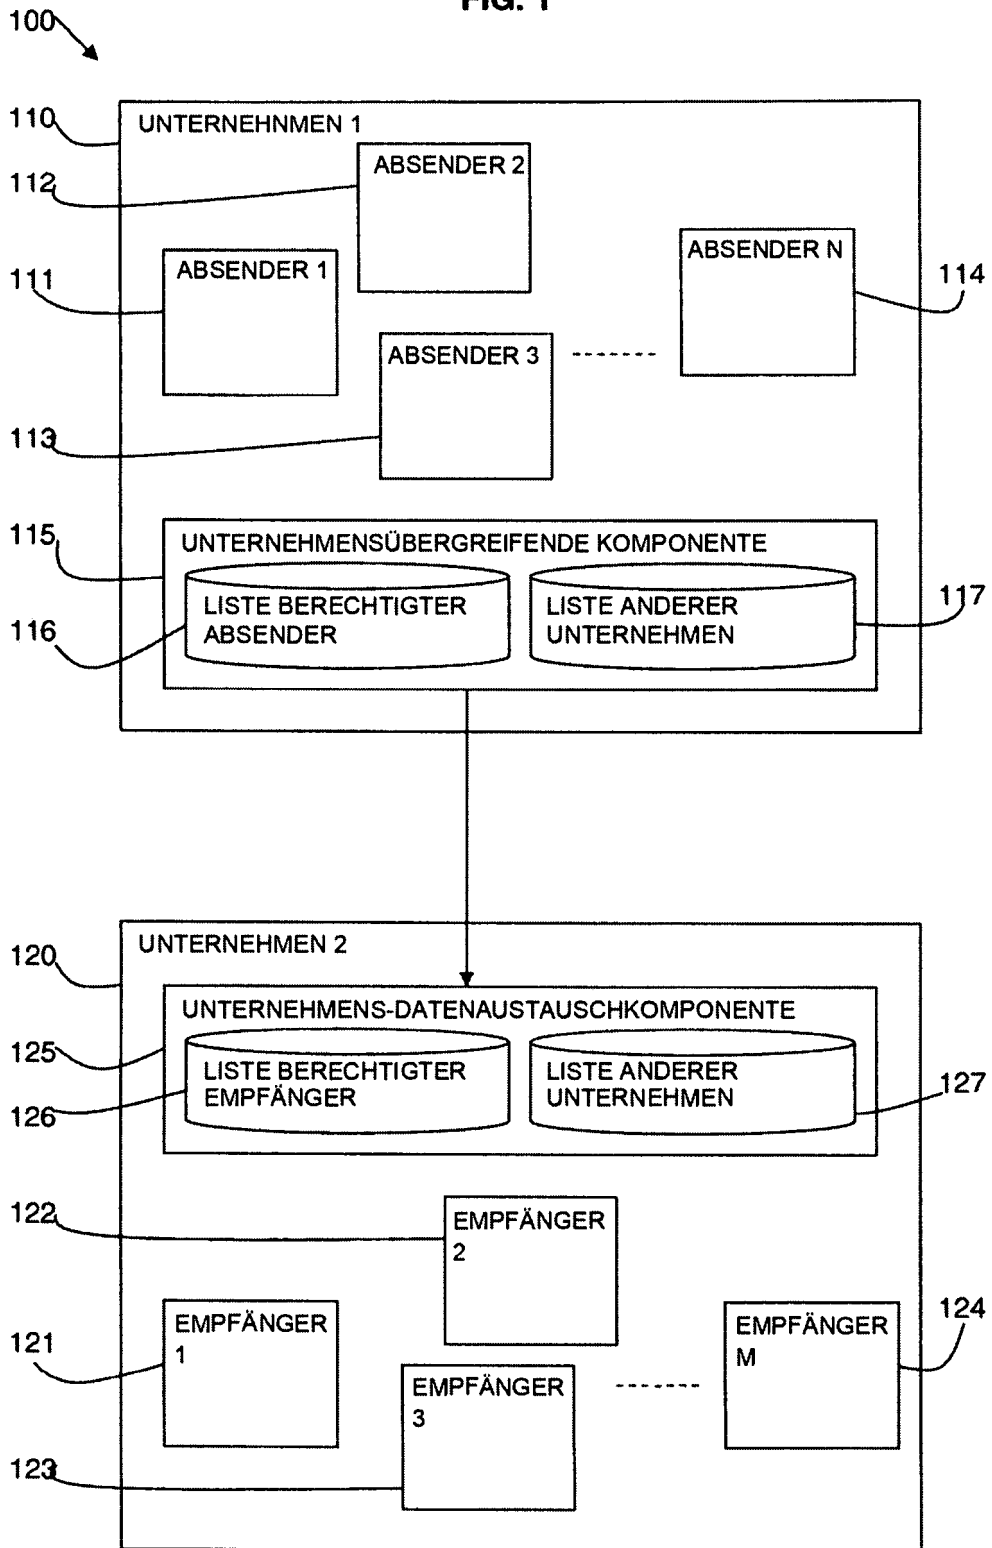 FIG. 1
100
110
UNTERNEHNMEN 1
112
ABSENDER 2
111
ABSENDER 1
ABSENDER N
114
ABSENDER 3
113
115
UNTERNEHMENSÜBERGREIFENDE KOMPONENTE
116
LISTE BERECHTIGTER
ABSENDER
LISTE ANDERER
UNTERNEHMEN
117
120
UNTERNEHMEN 2
UNTERNEHMENS-DATENAUSTAUSCHKOMPONENTE
125
LISTE BERECHTIGTER
EMPFÄNGER
126
LISTE ANDERER
UNTERNEHMEN
127
122
EMPFÄNGER
2
121
EMPFÄNGER
1
EMPFÄNGER
M
124
EMPFÄNGER
3
123